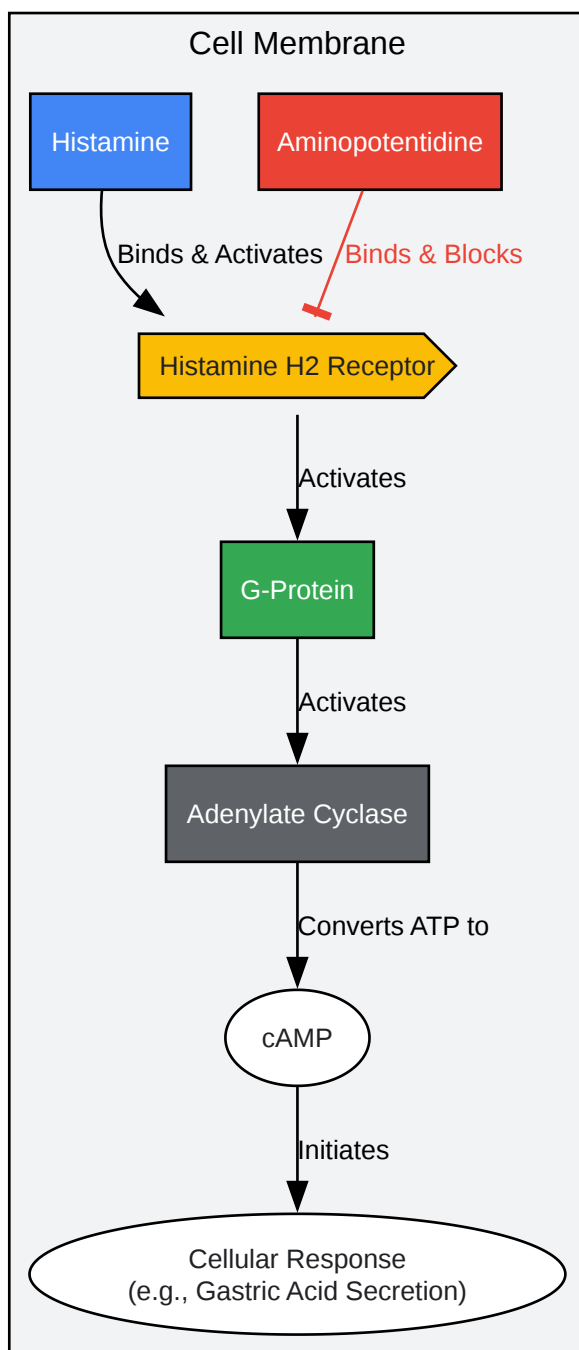 Cell Membrane
Histamine
Aminopotentidine
Binds & Activates
Binds & Blocks
Histamine H2 Receptor
Activates
G-Protein
Activates
Adenylate Cyclase
Converts ATP to
cAMP
Initiates
Cellular Response
(e.g., Gastric Acid Secretion)